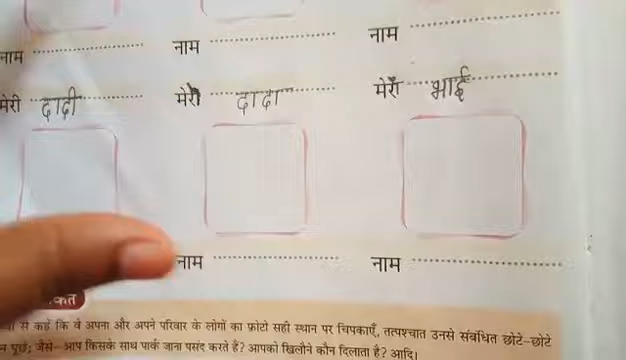 नाम नाम नाम
मेरी दादी मेरे दादा मेरे भाई
नाम नाम
से कहें कि वे अपना और अपने परिवार के लोगों का फ़ोटो सही स्थान पर चिपकाएँ, तत्पश्चात उनसे संबंधित छोटे-छोटे
पूछें; जैसे- आप किसके साथ पार्क जाना पसंद करते हैं? आपको खिलौने कौन दिलाता है? आदि।